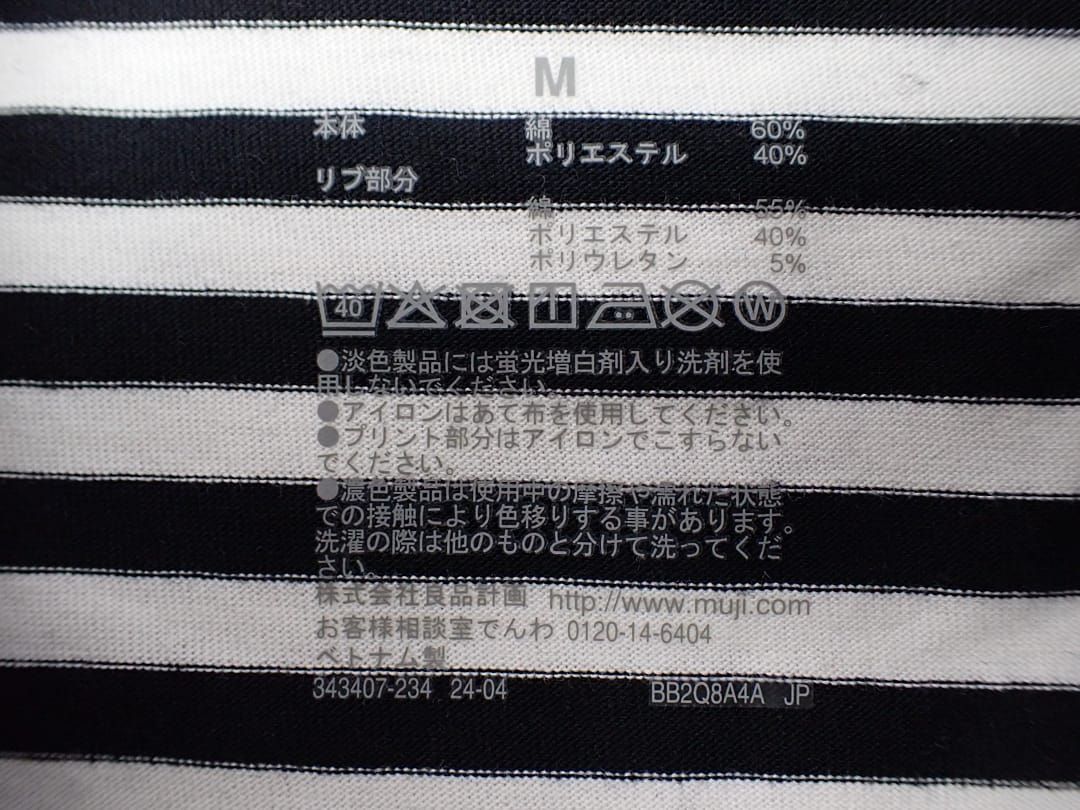 M
本体 綿 60%
ポリエステル 40%
リブ部分
綿 55%
ポリエステル 40%
ポリウレタン 5%
40 W
●淡色製品には蛍光増白剤入り洗剤を使
用しないでください。
●アイロンはあて布を使用してください。
●プリント部分はアイロンでこすらない
でください。
●濃色製品は使用中の摩擦や濡れた状態
での接触により色移りする事があります。
洗濯の際は他のものと分けて洗ってくだ
さい。
株式会社良品計画 http://www.muji.com
お客様相談室でんわ 0120-14-6404
ベトナム製
343407-234 24-04 BB2Q8A4A JP